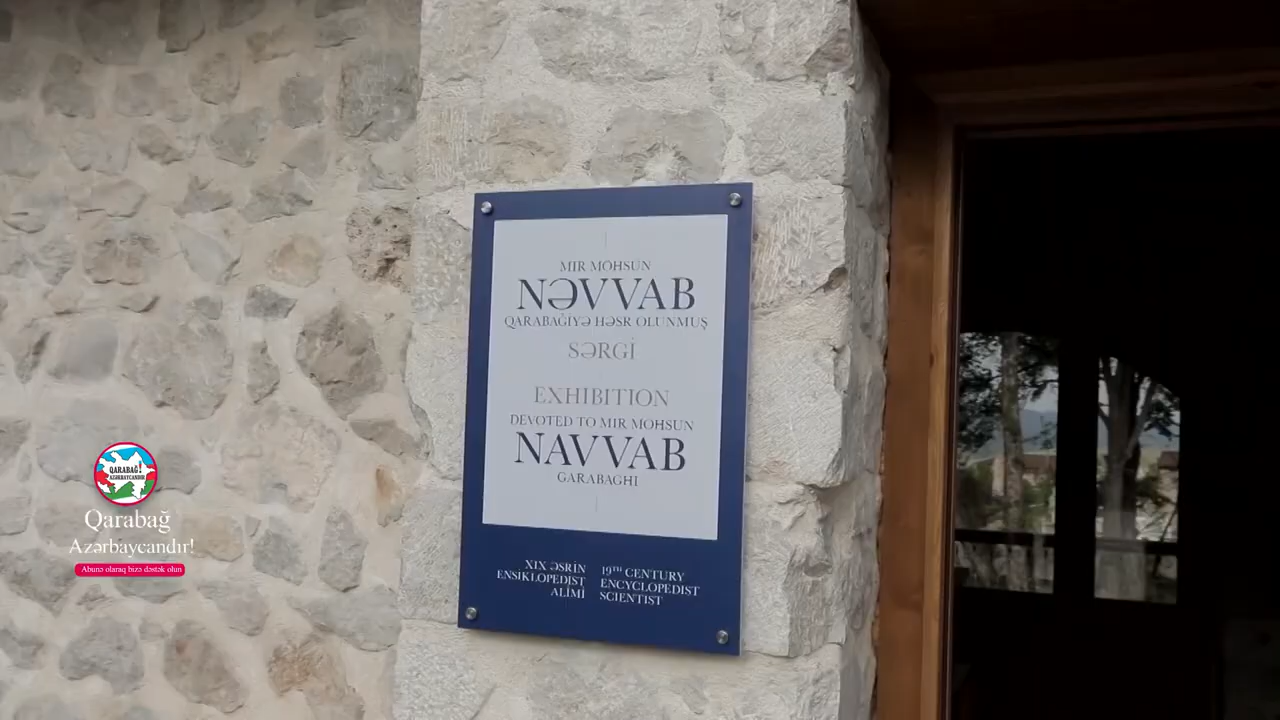 MIR MÖHSÜN
NƏVVAB
QARABAĞIYƏ HƏSR OLUNMUŞ
SƏRGİ
EXHIBITION
DEVOTED TO MIR MOHSUN
NAVVAB
GARABAGHI
XIX ƏSRİN
ENSİKLOPEDİST
ALİMİ
19TH CENTURY
ENCYCLOPEDIST
SCIENTIST
QARABAĞ!
AZƏRBAYCANDIR
Qarabağ
Azərbaycandır!
Abunə olaraq bizə dəstək olun